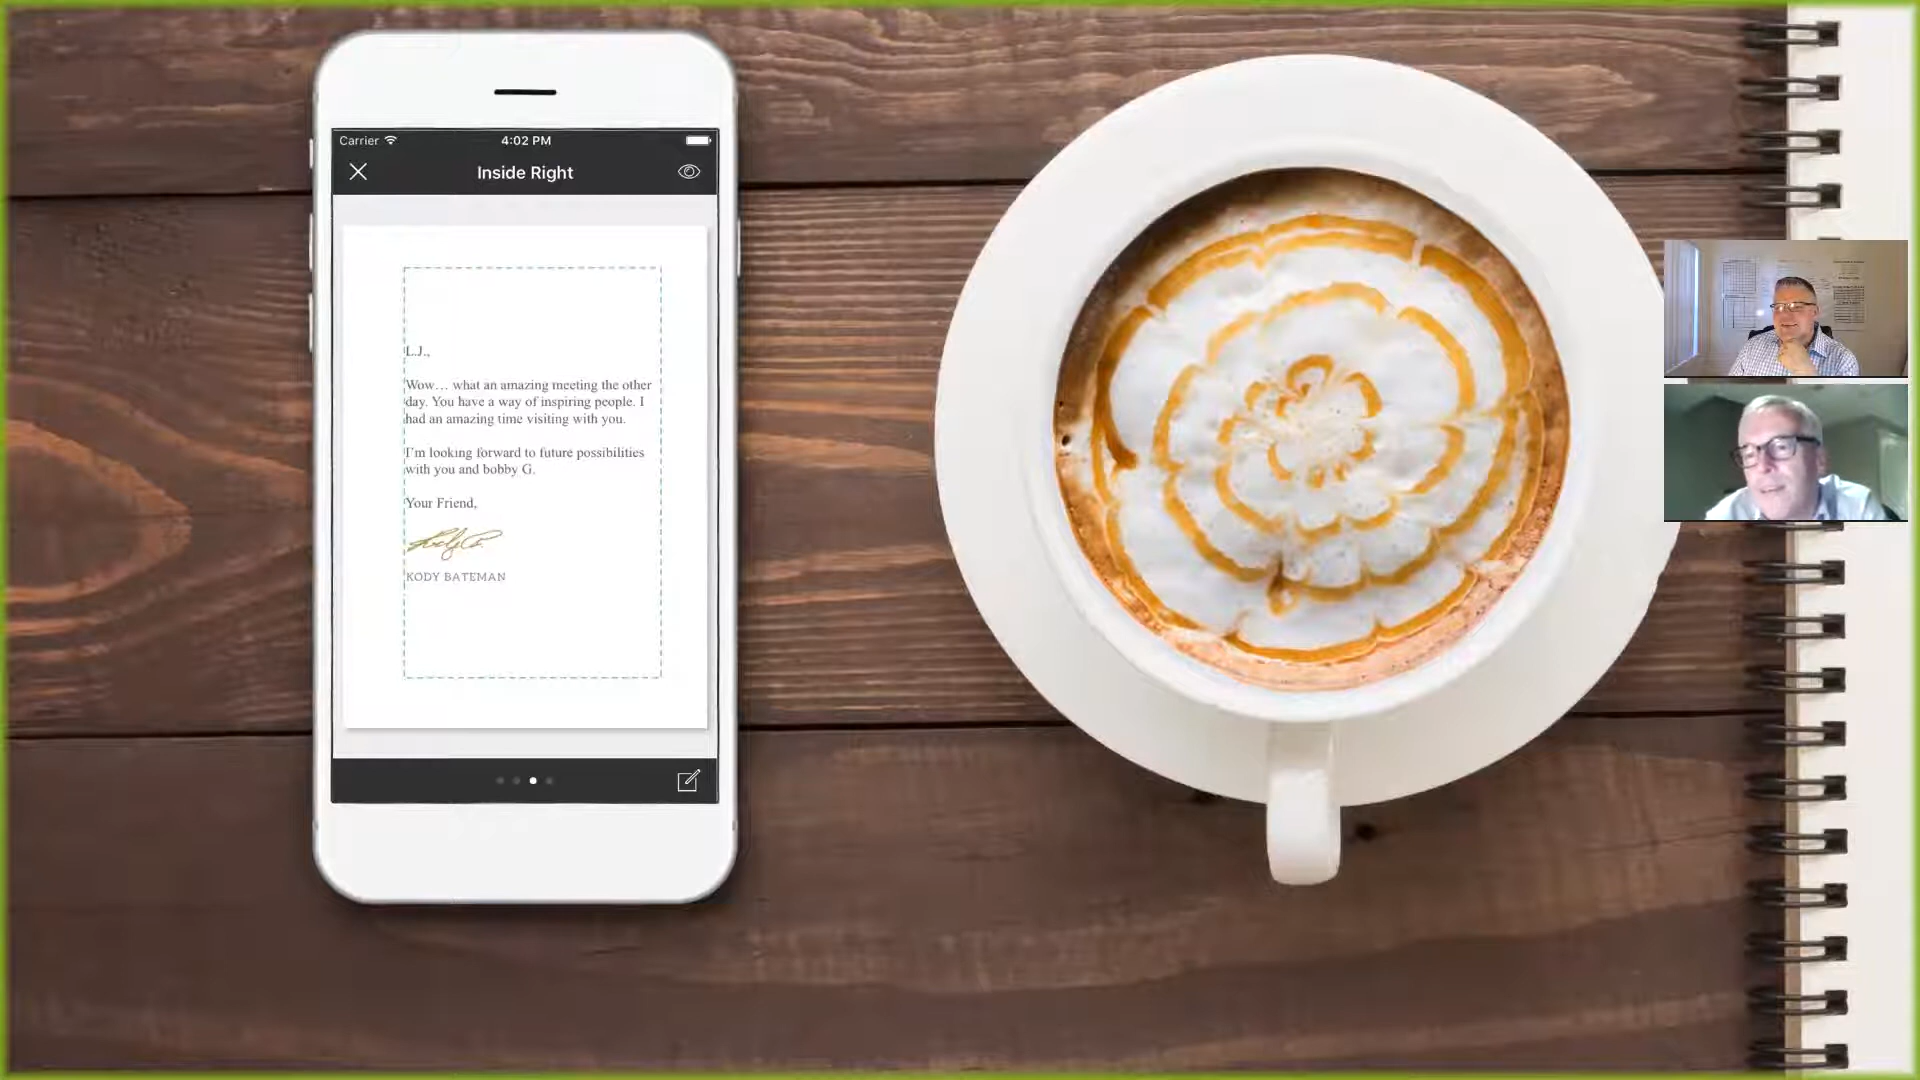 Carrier
4:02 PM
Inside Right
L.J.,
Wow… what an amazing meeting the other
day. You have a way of inspiring people. I
had an amazing time visiting with you.
I'm looking forward to future possibilities
with you and bobby G.
Your Friend,
KODY BATEMAN